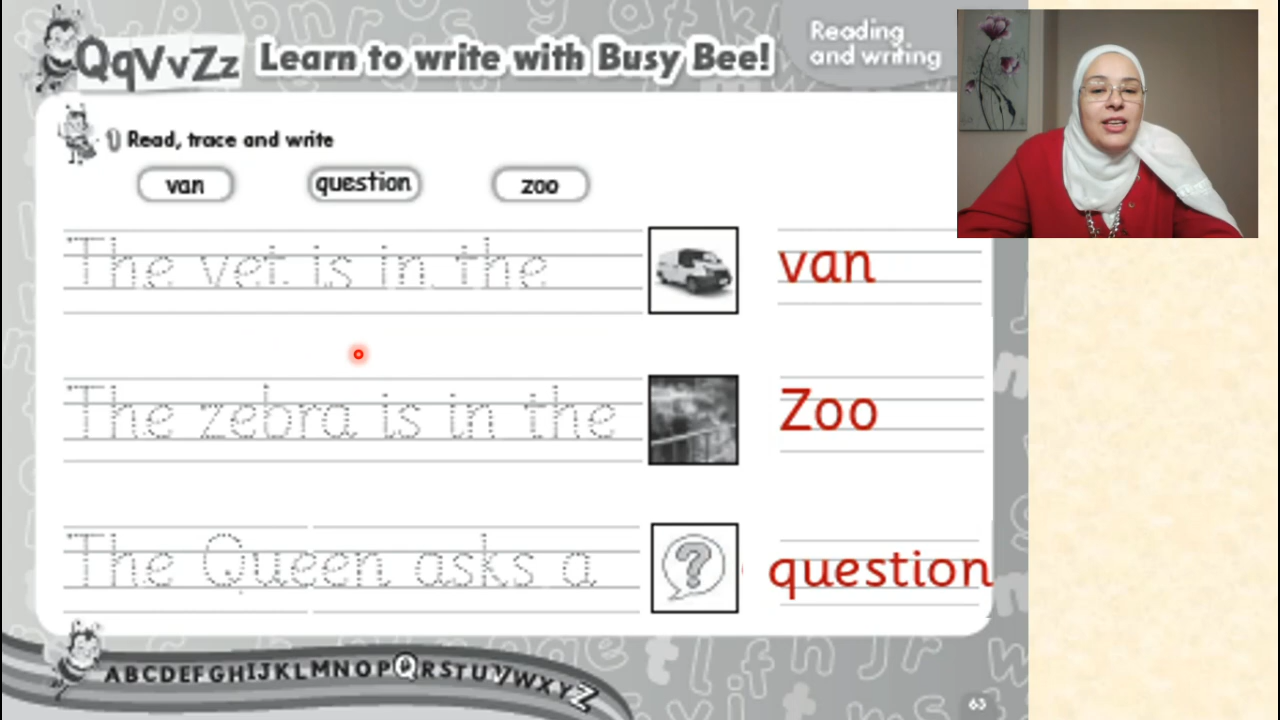 QqVvZz Learn to write with Busy Bee!
Reading
and writing
1 Read, trace and write
van question zoo
The vet is in the van
The zebra is in the Zoo
The Queen asks a ? question
ABCDEFGHIJKLMNOPQRSTUVWXYZ
63